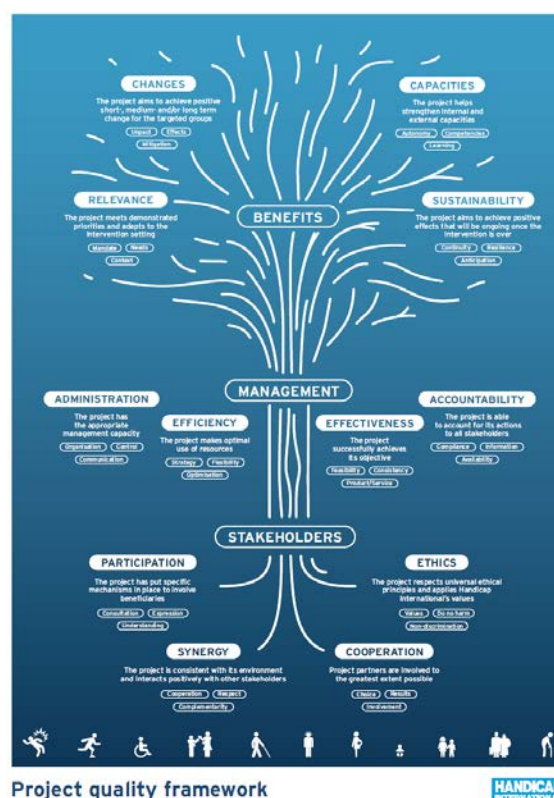 CHANGES
The project aims to achieve positive
short-, medium- and/or long term
change for the targeted groups
Impact Effects
Mitigation
CAPACITIES
The project helps
strengthen internal and
external capacities
Autonomy Competencies
Learning
RELEVANCE
The project meets demonstrated
priorities and adapts to the
intervention setting
Mandate Needs
Context
BENEFITS
SUSTAINABILITY
The project aims to achieve positive
effects that will be ongoing once the
intervention is over
Continuity Resilience
Anticipation
MANAGEMENT
ADMINISTRATION
The project has
the appropriate
management capacity
Organisation Control
Communication
EFFICIENCY
The project makes optimal
use of resources
Strategy Flexibility
Optimisation
EFFECTIVENESS
The project
successfully achieves
its objective
Feasibility Consistency
Product/Service
ACCOUNTABILITY
The project is able
to account for its actions
to all stakeholders
Compliance Information
Availability
STAKEHOLDERS
PARTICIPATION
The project has put specific
mechanisms in place to involve
beneficiaries
Consultation Expression
Understanding
ETHICS
The project respects universal ethical
principles and applies Handicap
International's values
Values Do no harm
Non-discrimination
SYNERGY
The project is consistent with its environment
and interacts positively with other stakeholders
Cooperation Respect
Complementarity
COOPERATION
Project partners are involved to
the greatest extent possible
Choice Results
Involvement
Project quality framework
HANDICA